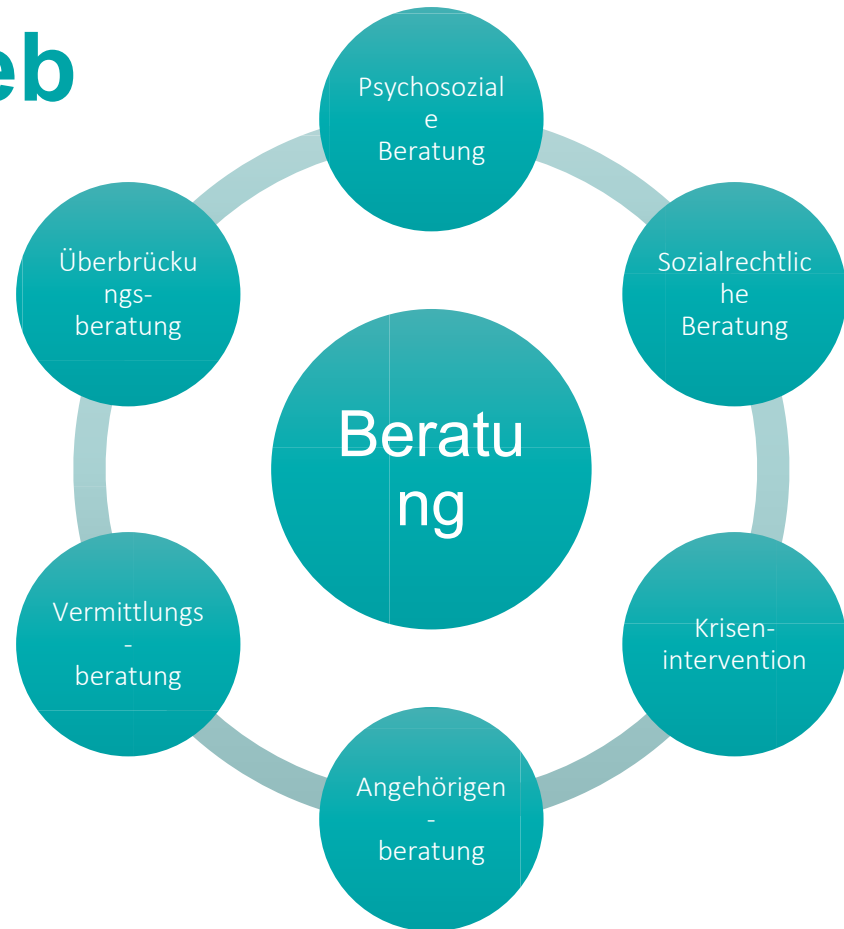 eb
Psychosozial
e
Beratung
Sozialrechtlic
he
Beratung
Krisen-
intervention
Angehörigen
-
beratung
Vermittlungs
-
beratung
Überbrücku
ngs-
beratung
Beratu
ng